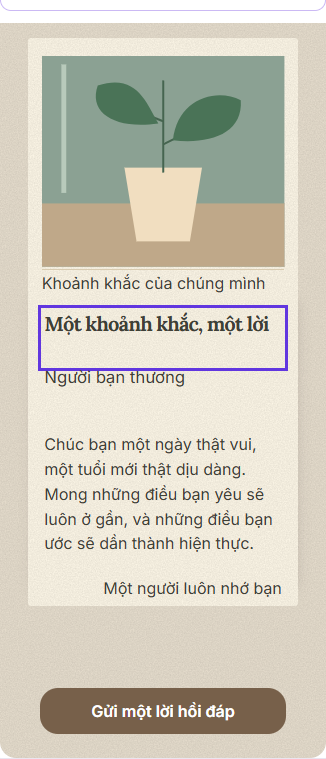 Khoảnh khắc của chúng mình
Một khoảnh khắc, một lời
Người bạn thương
Chúc bạn một ngày thật vui,
một tuổi mới thật dịu dàng.
Mong những điều bạn yêu sẽ
luôn ở gần, và những điều bạn
ước sẽ dần thành hiện thực.
Một người luôn nhớ bạn
Gửi một lời hồi đáp